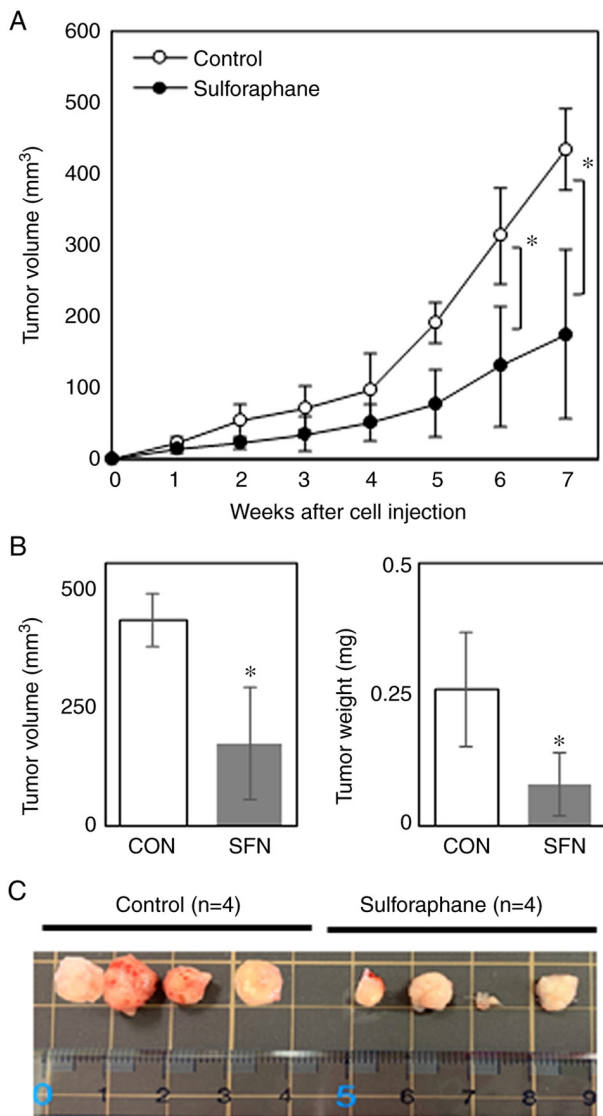 A
600
500
400
300
200
100
0
Tumor volume (mm³)
Control
Sulforaphane
*
*
0 1 2 3 4 5 6 7
Weeks after cell injection
B
500
250
0
Tumor volume (mm³)
*
CON SFN
0.5
0.25
0
Tumor weight (mg)
*
CON SFN
C
Control (n=4) Sulforaphane (n=4)
0 1 2 3 4 5 6 7 8 9